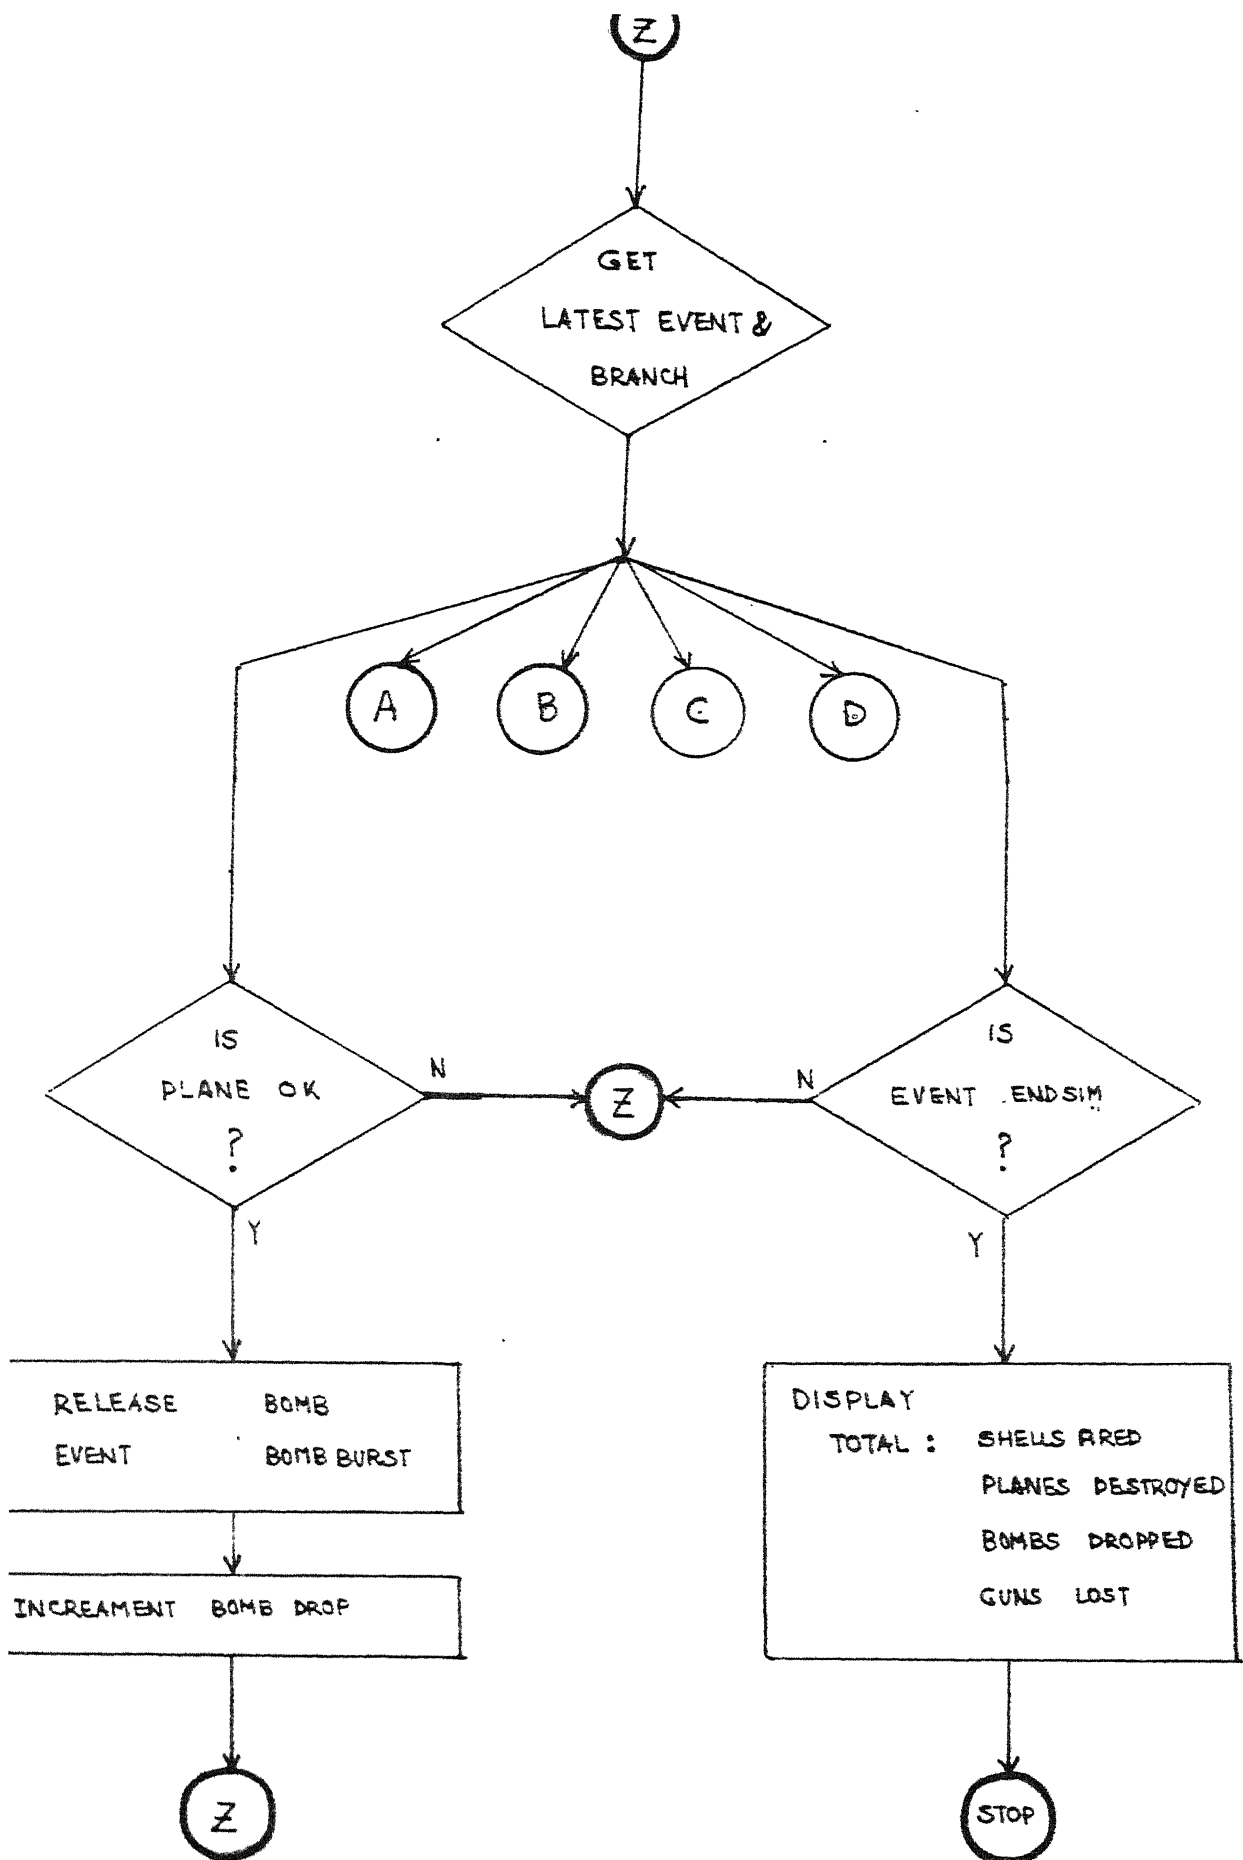 Z
GET
LATEST EVENT &
BRANCH
A B C D
IS
PLANE OK
?
N
Z
N
IS
EVENT ENDSIM
?
Y
Y
RELEASE BOMB
EVENT BOMB BURST
INCREAMENT BOMB DROP
Z
DISPLAY
TOTAL : SHELLS FIRED
PLANES DESTROYED
BOMBS DROPPED
GUNS LOST
STOP